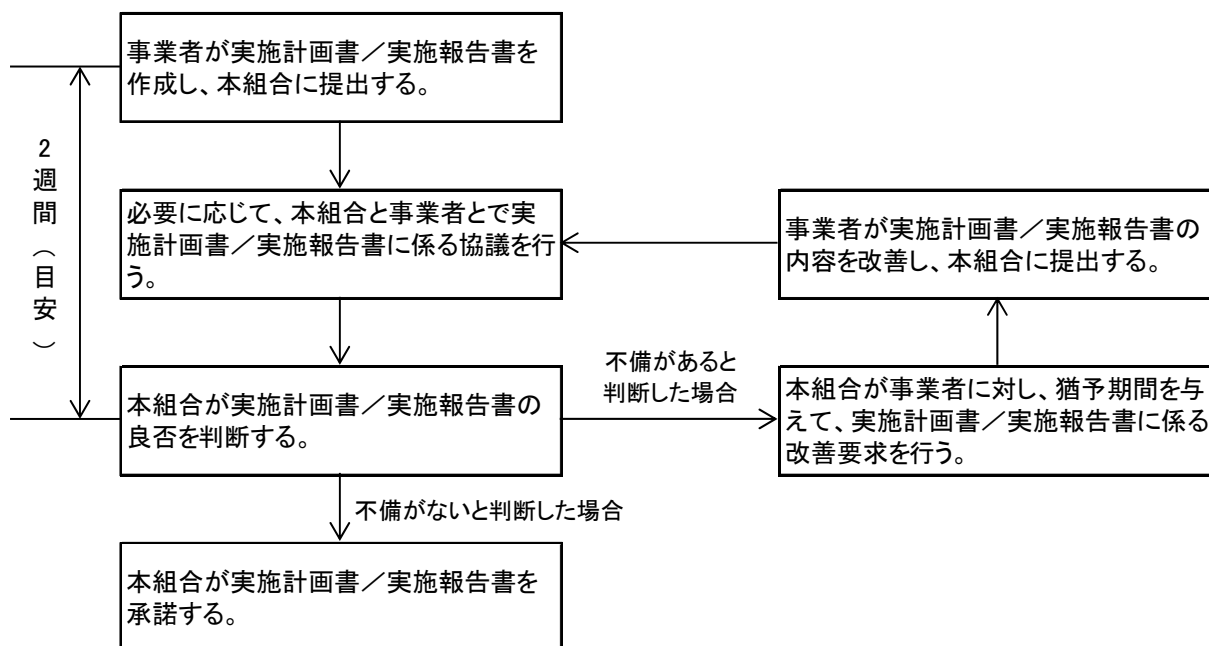 事業者が実施計画書／実施報告書を
作成し、本組合に提出する。
2週間（目安）
必要に応じて、本組合と事業者とで実
施計画書／実施報告書に係る協議を行
う。
事業者が実施計画書／実施報告書の
内容を改善し、本組合に提出する。
不備があると
判断した場合
本組合が実施計画書／実施報告書の
良否を判断する。
本組合が事業者に対し、猶予期間を与
えて、実施計画書／実施報告書に係る
改善要求を行う。
不備がないと判断した場合
本組合が実施計画書／実施報告書を
承諾する。